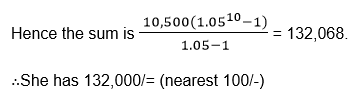 Hence the sum is \frac{10,500(1.05^{10}−1)}{1.05−1} = 132,068.
∴She has 132,000/= (nearest 100/-)